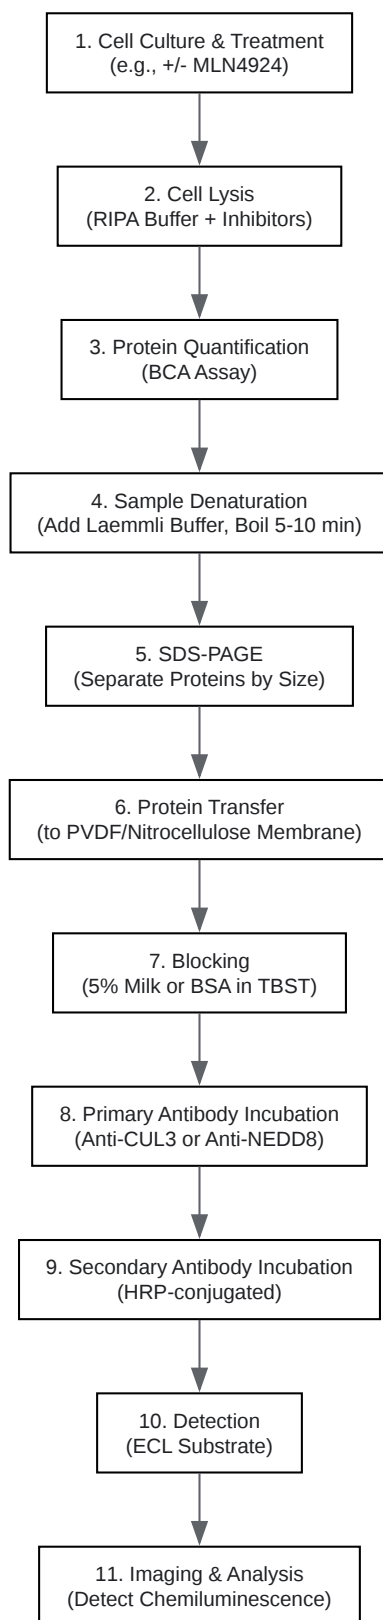 1. Cell Culture & Treatment
(e.g., +/- MLN4924)
2. Cell Lysis
(RIPA Buffer + Inhibitors)
3. Protein Quantification
(BCA Assay)
4. Sample Denaturation
(Add Laemmli Buffer, Boil 5-10 min)
5. SDS-PAGE
(Separate Proteins by Size)
6. Protein Transfer
(to PVDF/Nitrocellulose Membrane)
7. Blocking
(5% Milk or BSA in TBST)
8. Primary Antibody Incubation
(Anti-CUL3 or Anti-NEDD8)
9. Secondary Antibody Incubation
(HRP-conjugated)
10. Detection
(ECL Substrate)
11. Imaging & Analysis
(Detect Chemiluminescence)